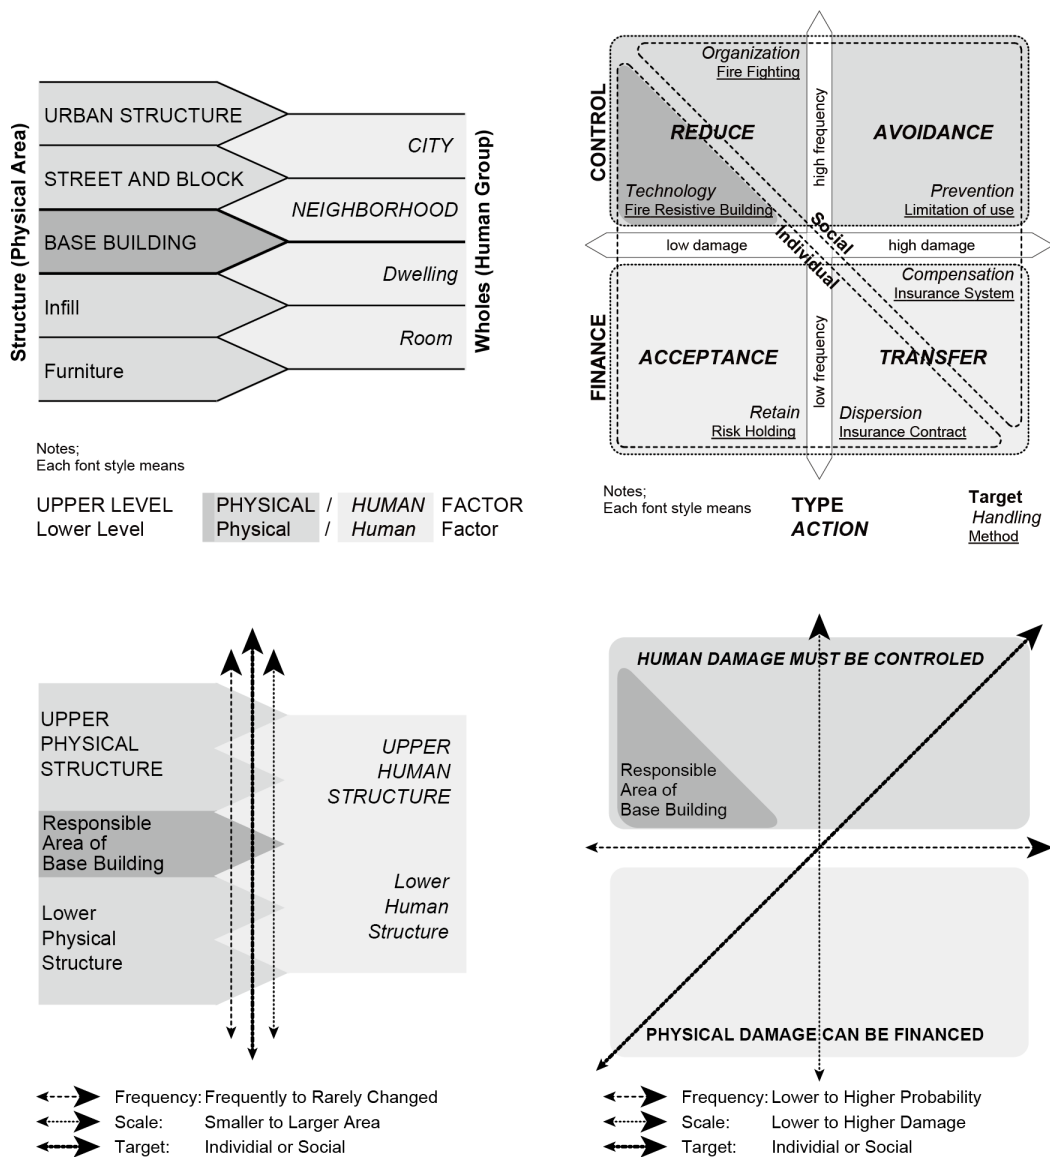 Structure (Physical Area)
URBAN STRUCTURE
STREET AND BLOCK
BASE BUILDING
Infill
Furniture
CITY
NEIGHBORHOOD
Dwelling
Room
Wholes (Human Group)
Notes;
Each font style means
UPPER LEVEL PHYSICAL / HUMAN FACTOR
Lower Level Physical / Human Factor
CONTROL
FINANCE
Organization
Fire Fighting
REDUCE
Technology
Fire Resistive Building
high frequency
AVOIDANCE
Prevention
Limitation of use
low damage
Social
Individual
high damage
Compensation
Insurance System
ACCEPTANCE
low frequency
TRANSFER
Retain
Risk Holding
Dispersion
Insurance Contract
Notes;
Each font style means
TYPE
ACTION
Target
Handling
Method
UPPER
PHYSICAL
STRUCTURE
Responsible
Area of
Base Building
Lower
Physical
Structure
UPPER
HUMAN
STRUCTURE
Lower
Human
Structure
Frequency: Frequently to Rarely Changed
Scale: Smaller to Larger Area
Target: Individial or Social
HUMAN DAMAGE MUST BE CONTROLED
Responsible
Area of
Base Building
PHYSICAL DAMAGE CAN BE FINANCED
Frequency: Lower to Higher Probability
Scale: Lower to Higher Damage
Target: Individial or Social